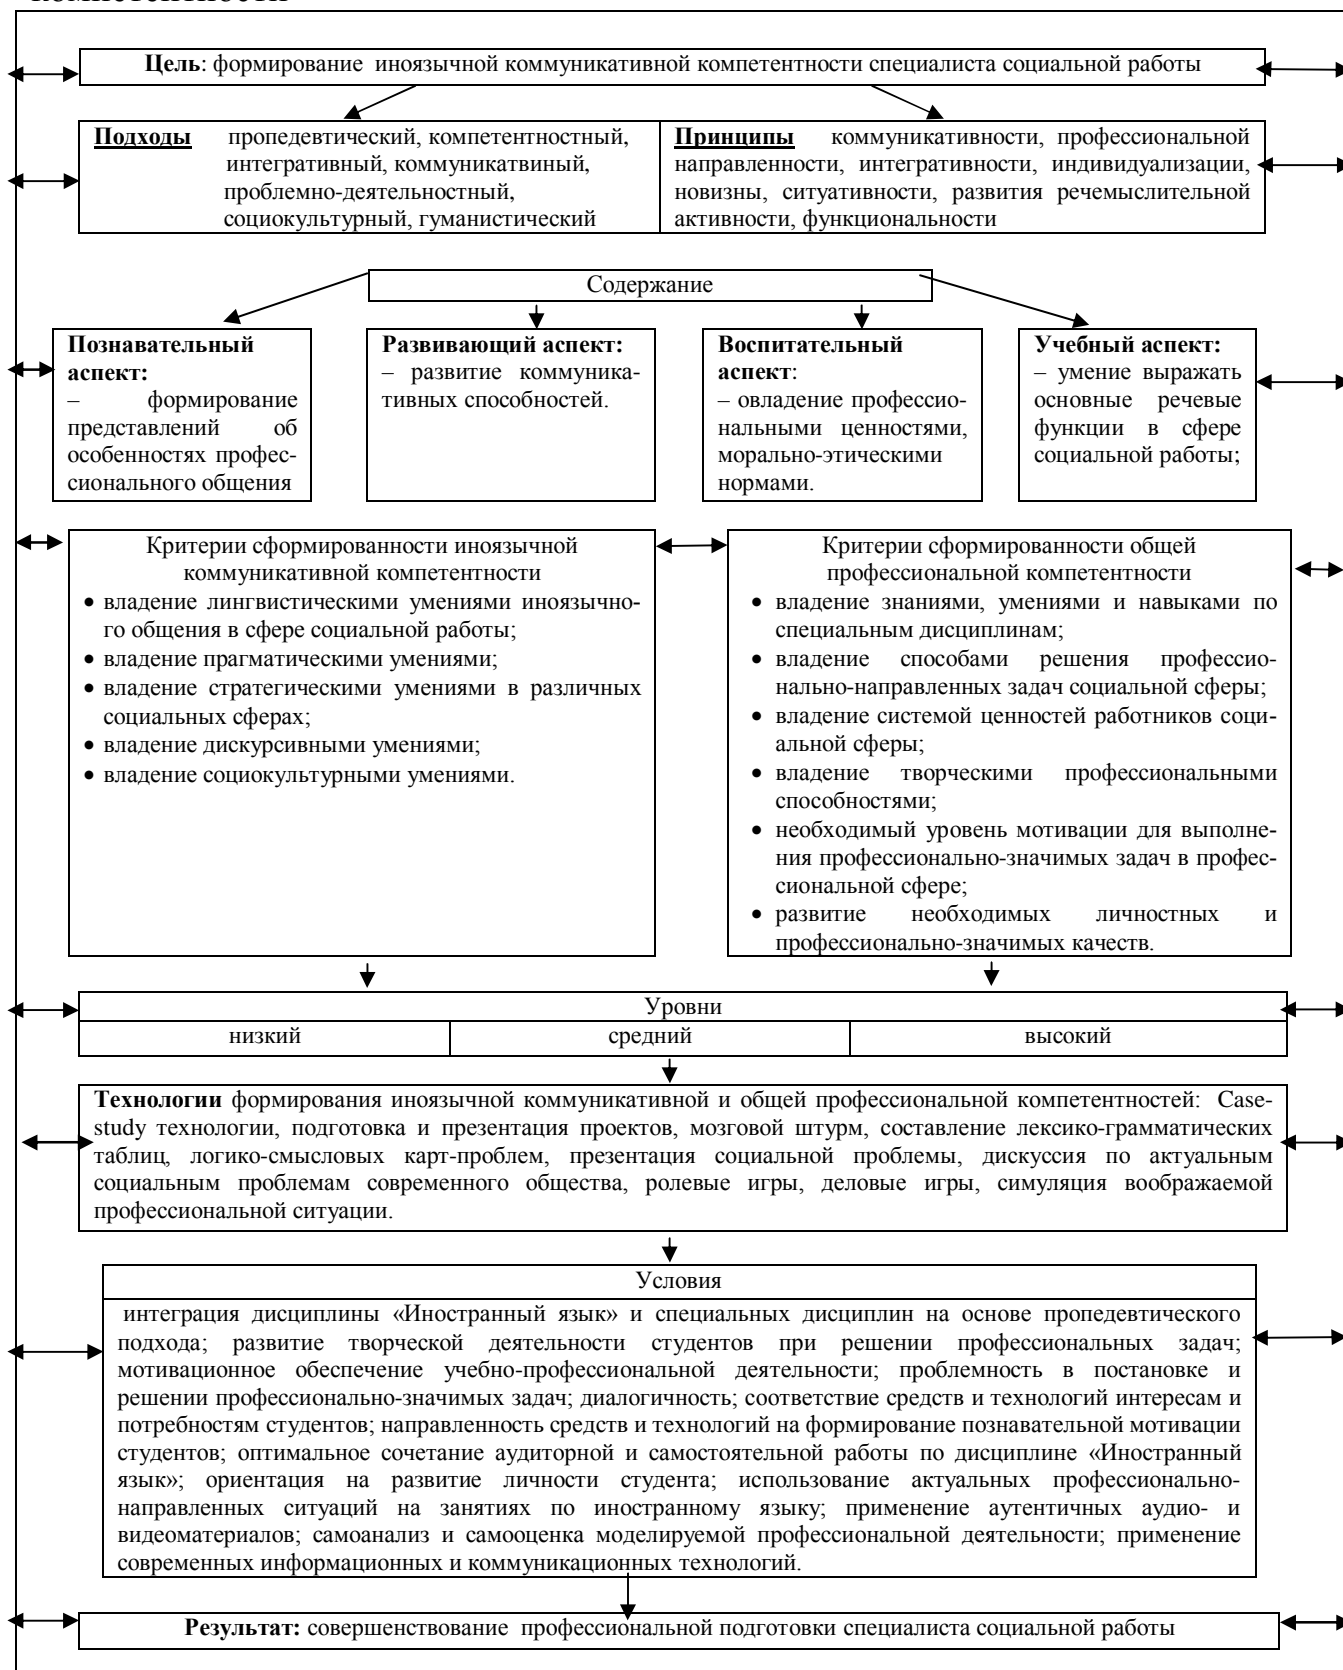 Цель: формирование иноязычной коммуникативной компетентности специалиста социальной работы
Подходы пропедевтический, компетентностный,
интегративный, коммуникатвиный,
проблемно-деятельностный,
социокультурный, гуманистический
Принципы коммуникативности, профессиональной
направленности, интегративности, индивидуализации,
новизны, ситуативности, развития речемыслительной
активности, функциональности
Содержание
Познавательный
аспект:
– формирование
представлений об
особенностях профес-
сионального общения
Развивающий аспект:
– развитие коммуника-
тивных способностей.
Воспитательный
аспект:
– овладение профессио-
нальными ценностями,
морально-этическими
нормами.
Учебный аспект:
– умение выражать
основные речевые
функции в сфере
социальной работы;
Критерии сформированности иноязычной
коммуникативной компетентности
• владение лингвистическими умениями иноязычно-
го общения в сфере социальной работы;
• владение прагматическими умениями;
• владение стратегическими умениями в различных
социальных сферах;
• владение дискурсивными умениями;
• владение социокультурными умениями.
Критерии сформированности общей
профессиональной компетентности
• владение знаниями, умениями и навыками по
специальным дисциплинам;
• владение способами решения профессио-
нально-направленных задач социальной сферы;
• владение системой ценностей работников соци-
альной сферы;
• владение творческими профессиональными
способностями;
• необходимый уровень мотивации для выполне-
ния профессионально-значимых задач в профес-
сиональной сфере;
• развитие необходимых личностных и
профессионально-значимых качеств.
Уровни
низкий
средний
высокий
Технологии формирования иноязычной коммуникативной и общей профессиональной компетентностей: Case-
study технологии, подготовка и презентация проектов, мозговой штурм, составление лексико-грамматических
таблиц, логико-смысловых карт-проблем, презентация социальной проблемы, дискуссия по актуальным
социальным проблемам современного общества, ролевые игры, деловые игры, симуляция воображаемой
профессиональной ситуации.
Условия
интеграция дисциплины «Иностранный язык» и специальных дисциплин на основе пропедевтического
подхода; развитие творческой деятельности студентов при решении профессиональных задач;
мотивационное обеспечение учебно-профессиональной деятельности; проблемность в постановке и
решении профессионально-значимых задач; диалогичность; соответствие средств и технологий интересам и
потребностям студентов; направленность средств и технологий на формирование познавательной мотивации
студентов; оптимальное сочетание аудиторной и самостоятельной работы по дисциплине «Иностранный
язык»; ориентация на развитие личности студента; использование актуальных профессионально-
направленных ситуаций на занятиях по иностранному языку; применение аутентичных аудио- и
видеоматериалов; самоанализ и самооценка моделируемой профессиональной деятельности; применение
современных информационных и коммуникационных технологий.
Результат: совершенствование профессиональной подготовки специалиста социальной работы